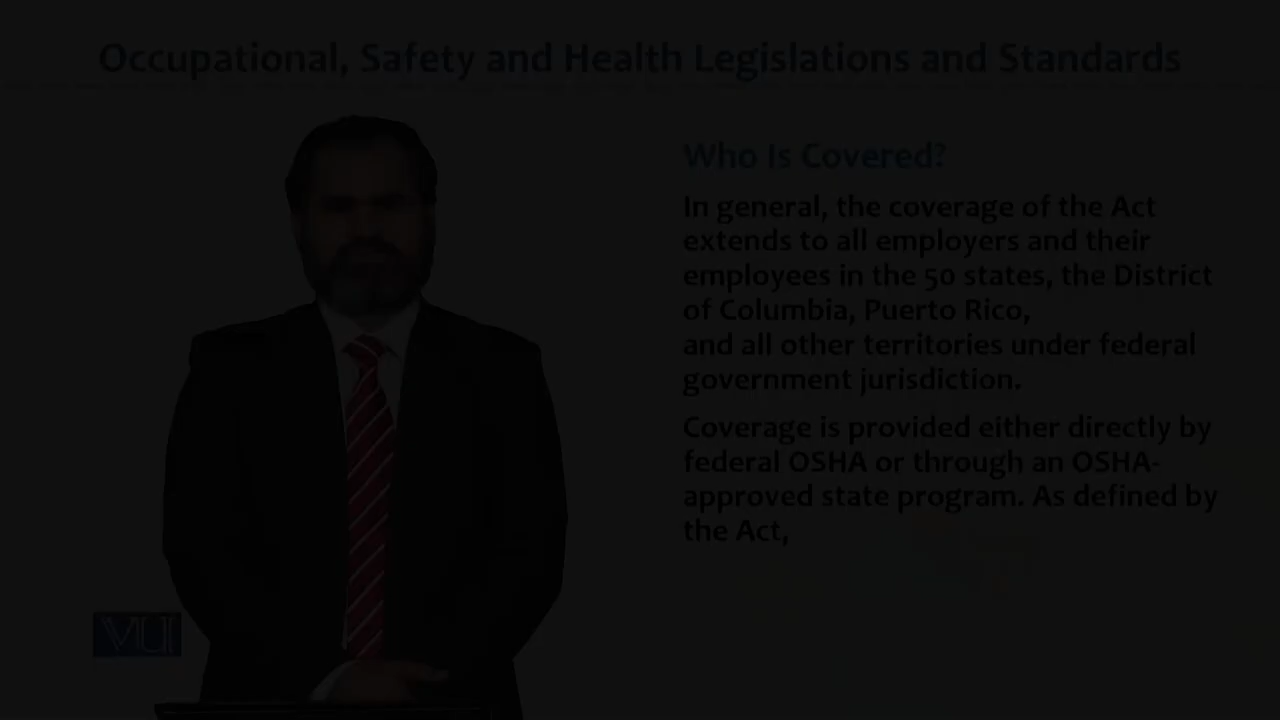 Occupational, Safety and Health Legislations and Standards
Who Is Covered?
In general, the coverage of the Act
extends to all employers and their
employees in the 50 states, the District
of Columbia, Puerto Rico,
and all other territories under federal
government jurisdiction.
Coverage is provided either directly by
federal OSHA or through an OSHA-
approved state program. As defined by
the Act,
VU